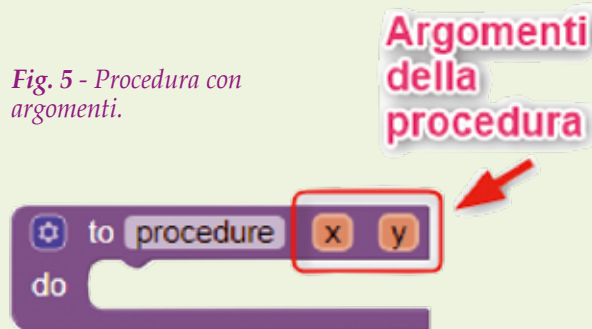 Argomenti
della
procedura
Fig. 5 - Procedura con
argomenti.
to procedure x y
do